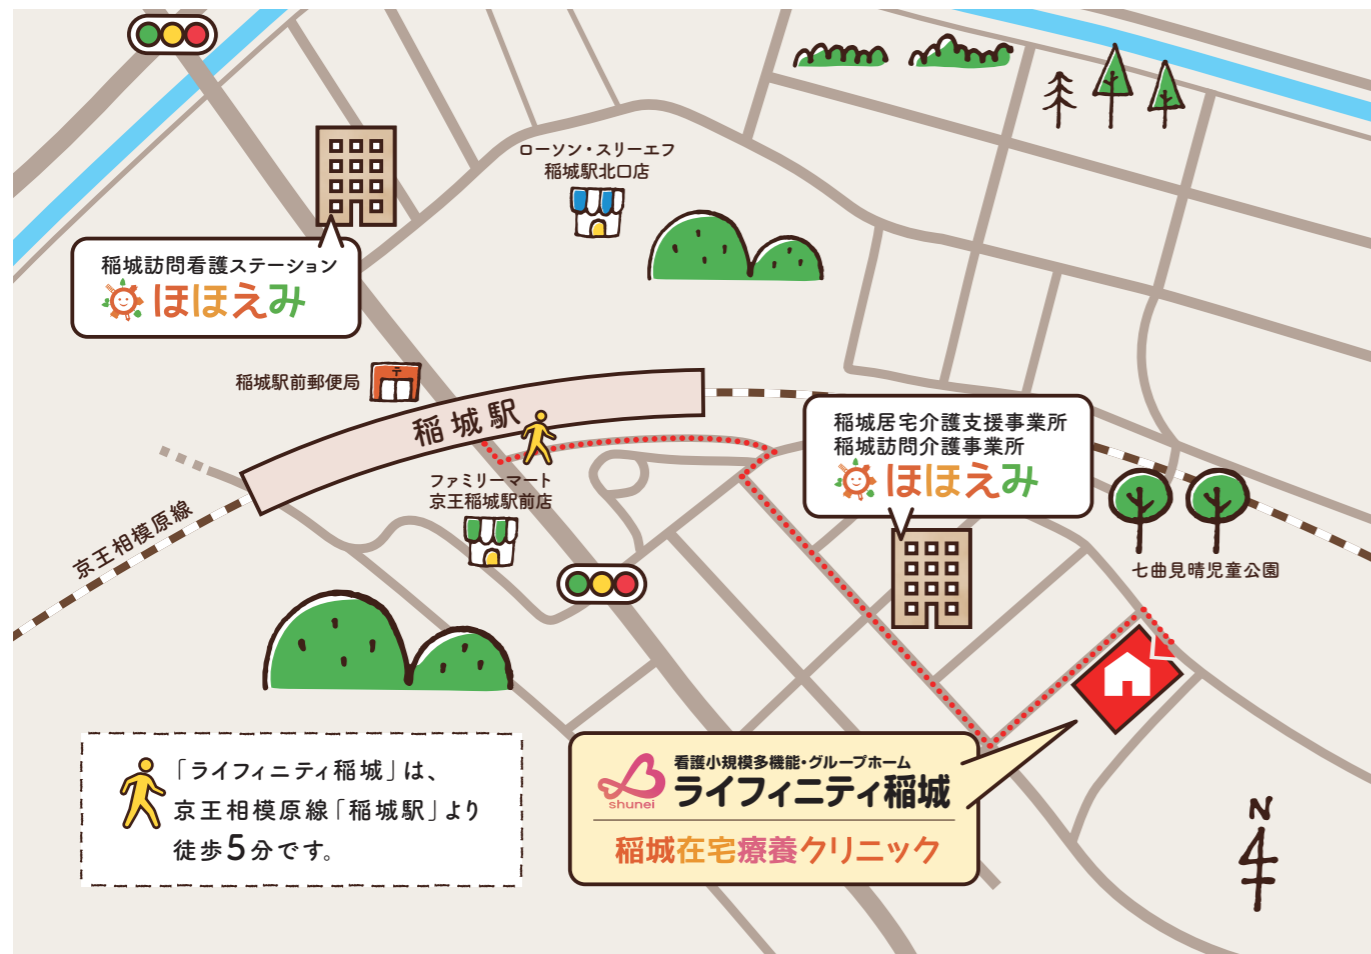 ローソン・スリーエフ
稲城駅北口店
稲城訪問看護ステーション
ほほえみ
稲城駅前郵便局
〒
稲城駅
ファミリーマート
京王稲城駅前店
京王相模原線
稲城居宅介護支援事業所
稲城訪問介護事業所
ほほえみ
七曲見晴児童公園
「ライフィニティ稲城」は、
京王相模原線「稲城駅」より
徒歩5分です。
shunei
看護小規模多機能・グループホーム
ライフィニティ稲城
稲城在宅療養クリニック
N